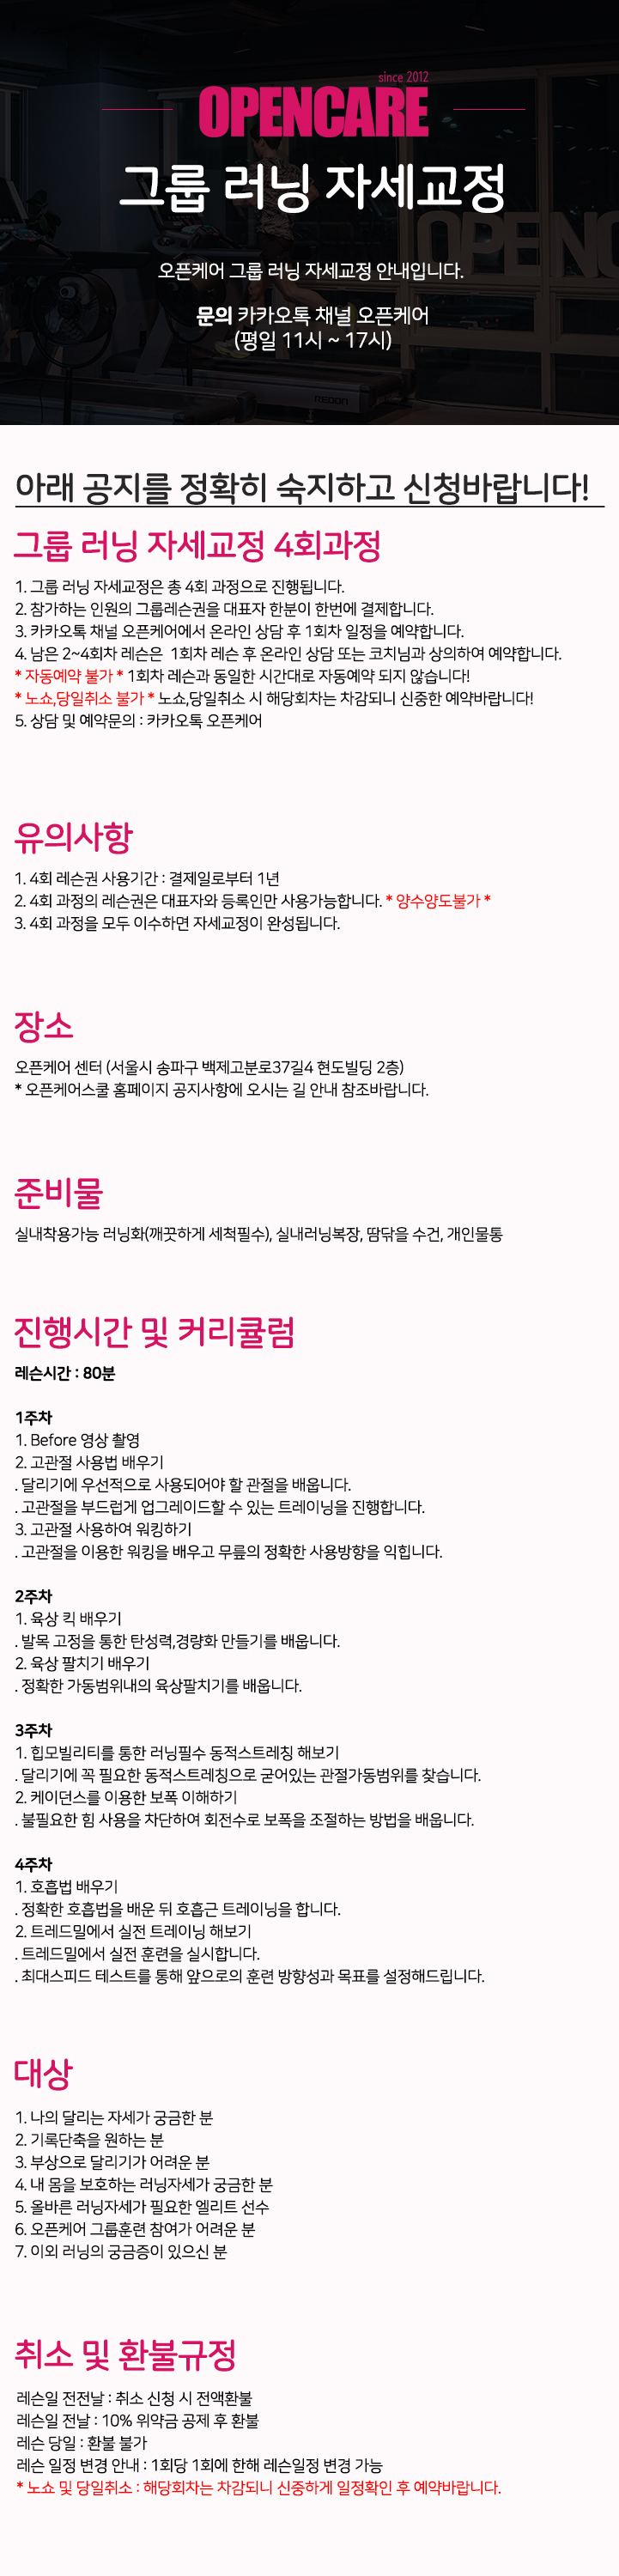 since 2012
OPENCARE
그룹 러닝 자세교정
오픈케어 그룹 러닝 자세교정 안내입니다.
문의 카카오톡 채널 오픈케어
(평일 11시 ~ 17시)
REDON
아래 공지를 정확히 숙지하고 신청바랍니다!
그룹 러닝 자세교정 4회과정
1. 그룹 러닝 자세교정은 총 4회 과정으로 진행됩니다.
2. 참가하는 인원의 그룹레슨권을 대표자 한분이 한번에 결제합니다.
3. 카카오톡 채널 오픈케어에서 온라인 상담 후 1회차 일정을 예약합니다.
4. 남은 2~4회차 레슨은 1회차 레슨 후 온라인 상담 또는 코치님과 상의하여 예약합니다.
* 자동예약 불가 * 1회차 레슨과 동일한 시간대로 자동예약 되지 않습니다!
* 노쇼,당일취소 불가 * 노쇼,당일취소 시 해당회차는 차감되니 신중한 예약바랍니다!
5. 상담 및 예약문의 : 카카오톡 오픈케어
유의사항
1. 4회 레슨권 사용기간 : 결제일로부터 1년
2. 4회 과정의 레슨권은 대표자와 등록인만 사용가능합니다. * 양수양도불가 *
3. 4회 과정을 모두 이수하면 자세교정이 완성됩니다.
장소
오픈케어 센터 (서울시 송파구 백제고분로37길4 현도빌딩 2층)
* 오픈케어스쿨 홈페이지 공지사항에 오시는 길 안내 참조바랍니다.
준비물
실내착용가능 러닝화(깨끗하게 세척필수), 실내러닝복장, 땀닦을 수건, 개인물통
진행시간 및 커리큘럼
레슨시간 : 80분
1주차
1. Before 영상 촬영
2. 고관절 사용법 배우기
. 달리기에 우선적으로 사용되어야 할 관절을 배웁니다.
. 고관절을 부드럽게 업그레이드할 수 있는 트레이닝을 진행합니다.
3. 고관절 사용하여 워킹하기
. 고관절을 이용한 워킹을 배우고 무릎의 정확한 사용방향을 익힙니다.
2주차
1. 육상 킥 배우기
. 발목 고정을 통한 탄성력,경량화 만들기를 배웁니다.
2. 육상 팔치기 배우기
. 정확한 가동범위내의 육상팔치기를 배웁니다.
3주차
1. 힙모빌리티를 통한 러닝필수 동적스트레칭 해보기
. 달리기에 꼭 필요한 동적스트레칭으로 굳어있는 관절가동범위를 찾습니다.
2. 케이던스를 이용한 보폭 이해하기
. 불필요한 힘 사용을 차단하여 회전수로 보폭을 조절하는 방법을 배웁니다.
4주차
1. 호흡법 배우기
. 정확한 호흡법을 배운 뒤 호흡근 트레이닝을 합니다.
2. 트레드밀에서 실전 트레이닝 해보기
. 트레드밀에서 실전 훈련을 실시합니다.
. 최대스피드 테스트를 통해 앞으로의 훈련 방향성과 목표를 설정해드립니다.
대상
1. 나의 달리는 자세가 궁금한 분
2. 기록단축을 원하는 분
3. 부상으로 달리기가 어려운 분
4. 내 몸을 보호하는 러닝자세가 궁금한 분
5. 올바른 러닝자세가 필요한 엘리트 선수
6. 오픈케어 그룹훈련 참여가 어려운 분
7. 이외 러닝의 궁금증이 있으신 분
취소 및 환불규정
레슨일 전전날 : 취소 신청 시 전액환불
레슨일 전날 : 10% 위약금 공제 후 환불
레슨 당일 : 환불 불가
레슨 일정 변경 안내 : 1회당 1회에 한해 레슨일정 변경 가능
* 노쇼 및 당일취소 : 해당회차는 차감되니 신중하게 일정확인 후 예약바랍니다.